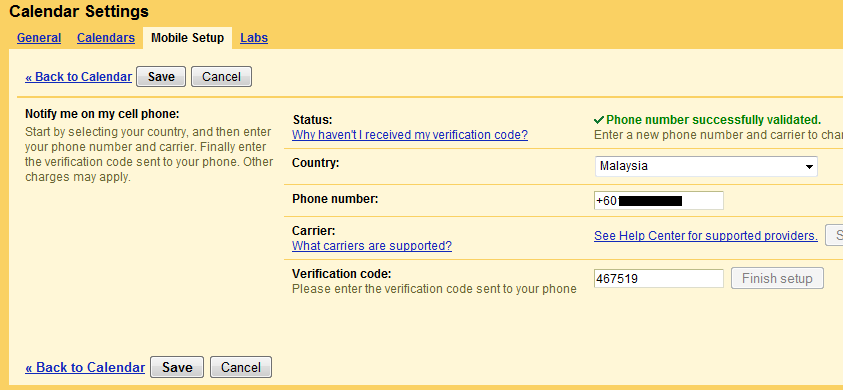 Calendar Settings
General Calendars Mobile Setup Labs
« Back to Calendar Save Cancel
Notify me on my cell phone:
Start by selecting your country, and then enter
your phone number and carrier. Finally enter
the verification code sent to your phone. Other
charges may apply.
Status:
Why haven't I received my verification code?
Phone number successfully validated.
Enter a new phone number and carrier to
Country:
Malaysia
Phone number:
+60
Carrier:
What carriers are supported?
See Help Center for supported providers.
Verification code:
Please enter the verification code sent to your phone
467519
Finish setup
« Back to Calendar Save Cancel